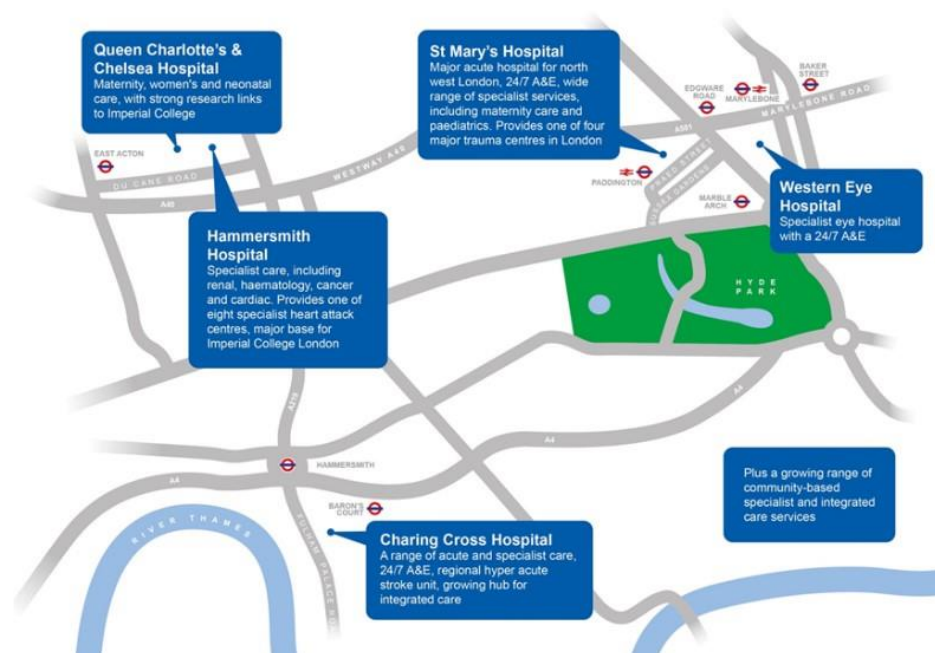 Queen Charlotte's &
Chelsea Hospital
Maternity, women's and neonatal
care, with strong research links
to Imperial College
St Mary's Hospital
Major acute hospital for north
west London, 24/7 A&E, wide
range of specialist services,
including maternity care and
paediatrics. Provides one of four
major trauma centres in London
EDGWARE
ROAD
MARYLEBONE
BAKER
STREET
MARYLEBONE ROAD
A501
EAST ACTON
DU CANE ROAD
WESTWAY A40
A40
PADDINGTON
PRAED STREET
SUSSEX GARDENS
MARBLE
ARCH
Western Eye
Hospital
Specialist eye hospital
with a 24/7 A&E
Hammersmith
Hospital
Specialist care, including
renal, haematology, cancer
and cardiac. Provides one of
eight specialist heart attack
centres, major base for
Imperial College London
HYDE
PARK
A219
A4
A4
HAMMERSMITH
A4
BARON'S
COURT
RIVER THAMES
FULHAM PALACE
Charing Cross Hospital
A range of acute and specialist care,
24/7 A&E, regional hyper acute
stroke unit, growing hub for
integrated care
Plus a growing range of
community-based
specialist and integrated
care services